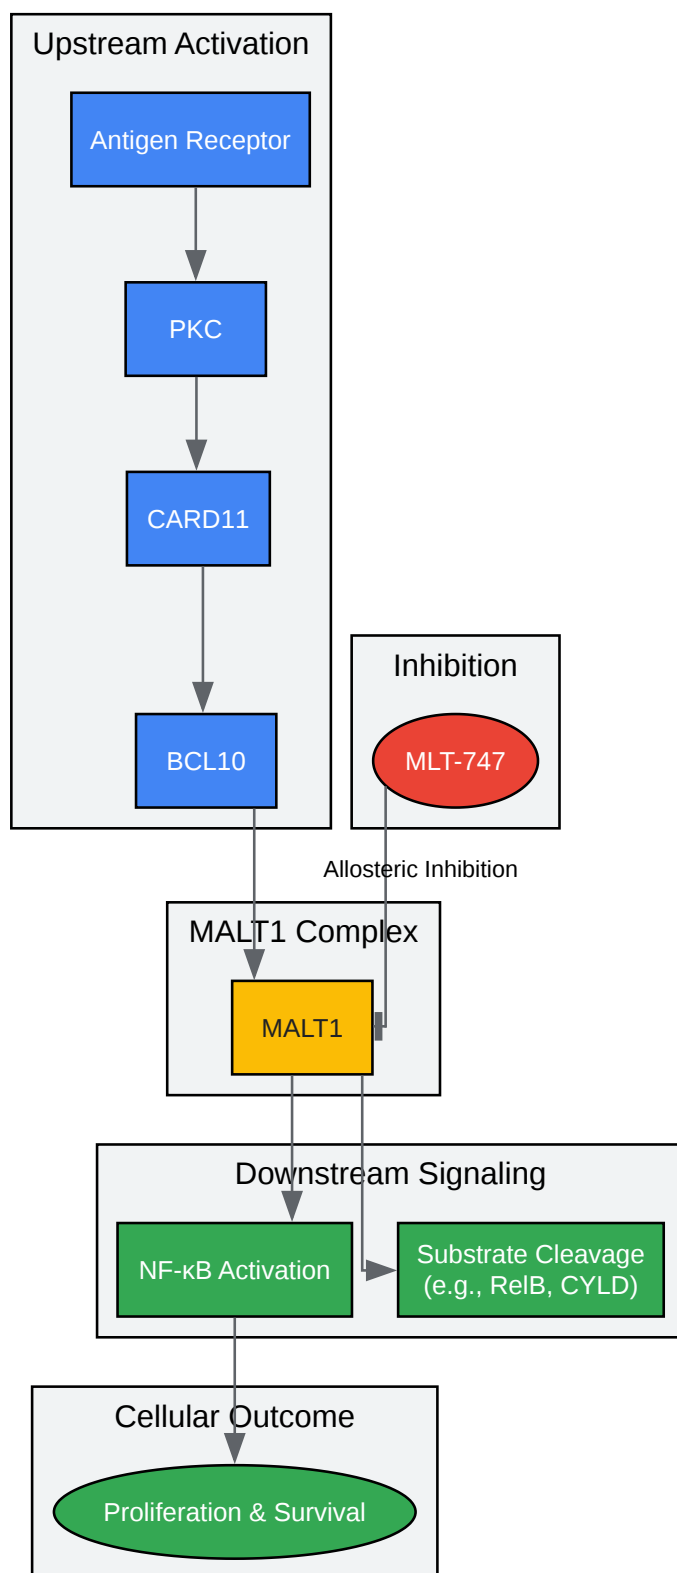 Upstream Activation
Antigen Receptor
PKC
CARD11
BCL10
Inhibition
MLT-747
Allosteric Inhibition
MALT1 Complex
MALT1
Downstream Signaling
NF-κB Activation
Substrate Cleavage
(e.g., RelB, CYLD)
Cellular Outcome
Proliferation & Survival